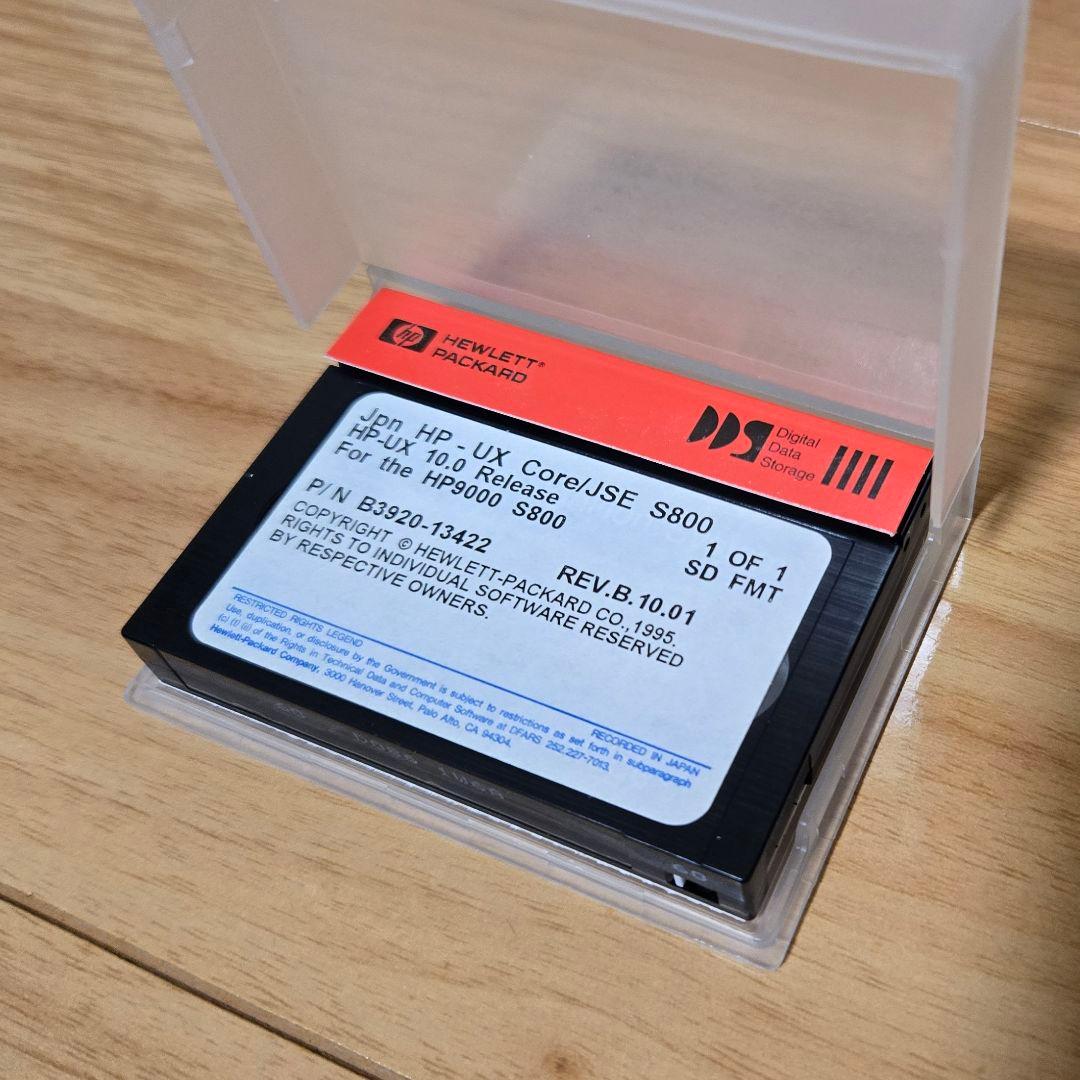 hp HEWLETT®
PACKARD
DDS Digital
Data
Storage
Jpn HP-UX Core/JSE S800
HP-UX 10.0 Release
For the HP9000 S800
1 OF 1
SD FMT
P/N B3920-13422
REV.B.10.01
COPYRIGHT © HEWLETT-PACKARD CO., 1995.
RIGHTS TO INDIVIDUAL SOFTWARE RESERVED
BY RESPECTIVE OWNERS.
RESTRICTED RIGHTS LEGEND
RECORDED IN JAPAN
Use, duplication, or disclosure by the Government is subject to restrictions as set forth in subparagraph
(c) (1) (ii) of the Rights in Technical Data and Computer Software at DFARS 252.227-7013.
Hewlett-Packard Company, 3000 Hanover Street, Palo Alto, CA 94304.